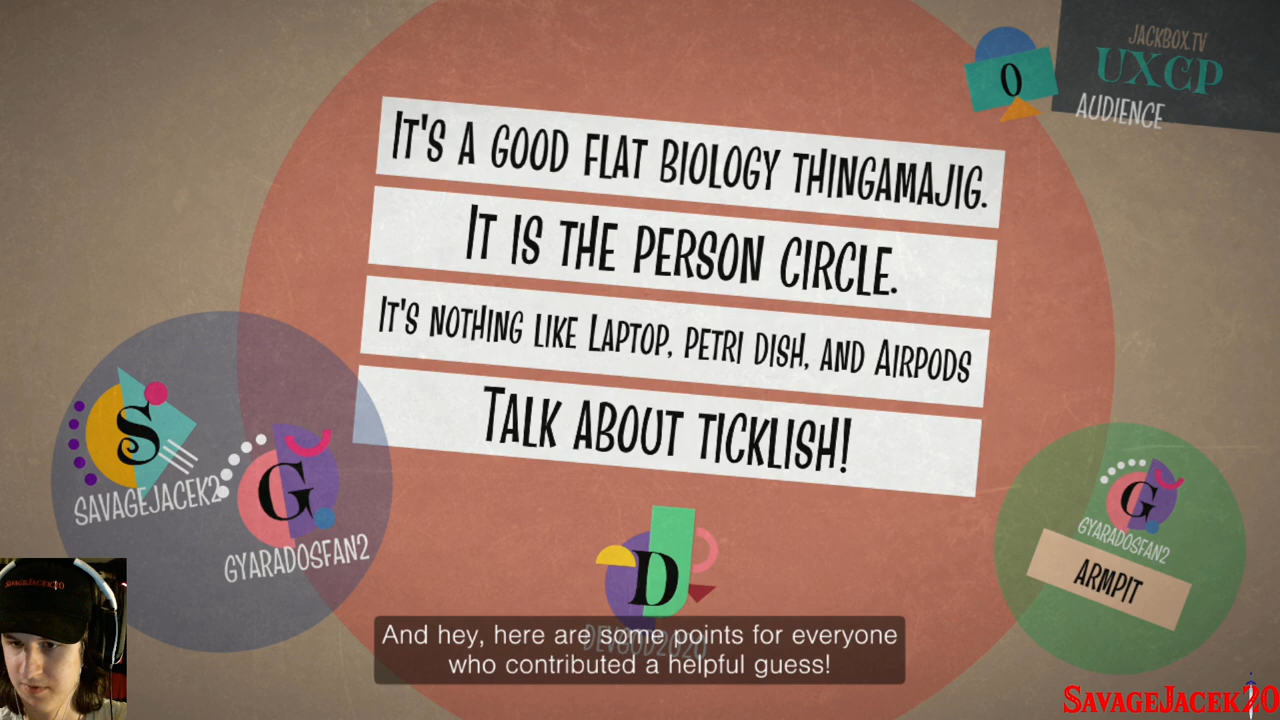 JACKBOX.TV
UXCP
0
AUDIENCE
IT'S A GOOD FLAT BIOLOGY THINGAMAJIG.
IT IS THE PERSON CIRCLE.
IT'S NOTHING LIKE LAPTOP, PETRI DISH, AND AIRPODS
TALK ABOUT TICKLISH!
S
SAVAGEJACEK2
G
GYARADOSFAN2
D
DEVGOD2020
G
GYARADOSFAN2
ARMPIT
And hey, here are some points for everyone
who contributed a helpful guess!
SAVAGEJACEK20
SAVAGEJACEK20